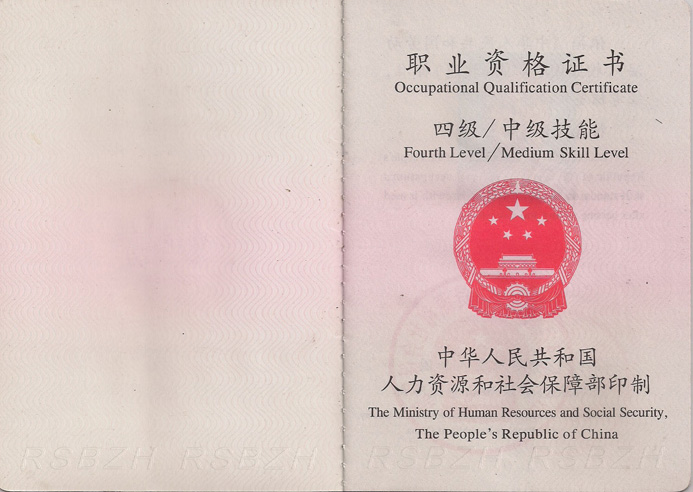 职业资格证书
Occupational Qualification Certificate
四级/中级技能
Fourth Level/Medium Skill Level
中华人民共和国
人力资源和社会保障部印制
The Ministry of Human Resources and Social Security,
The People's Republic of China
RSBZH RSBZH RSBZH RSBZH